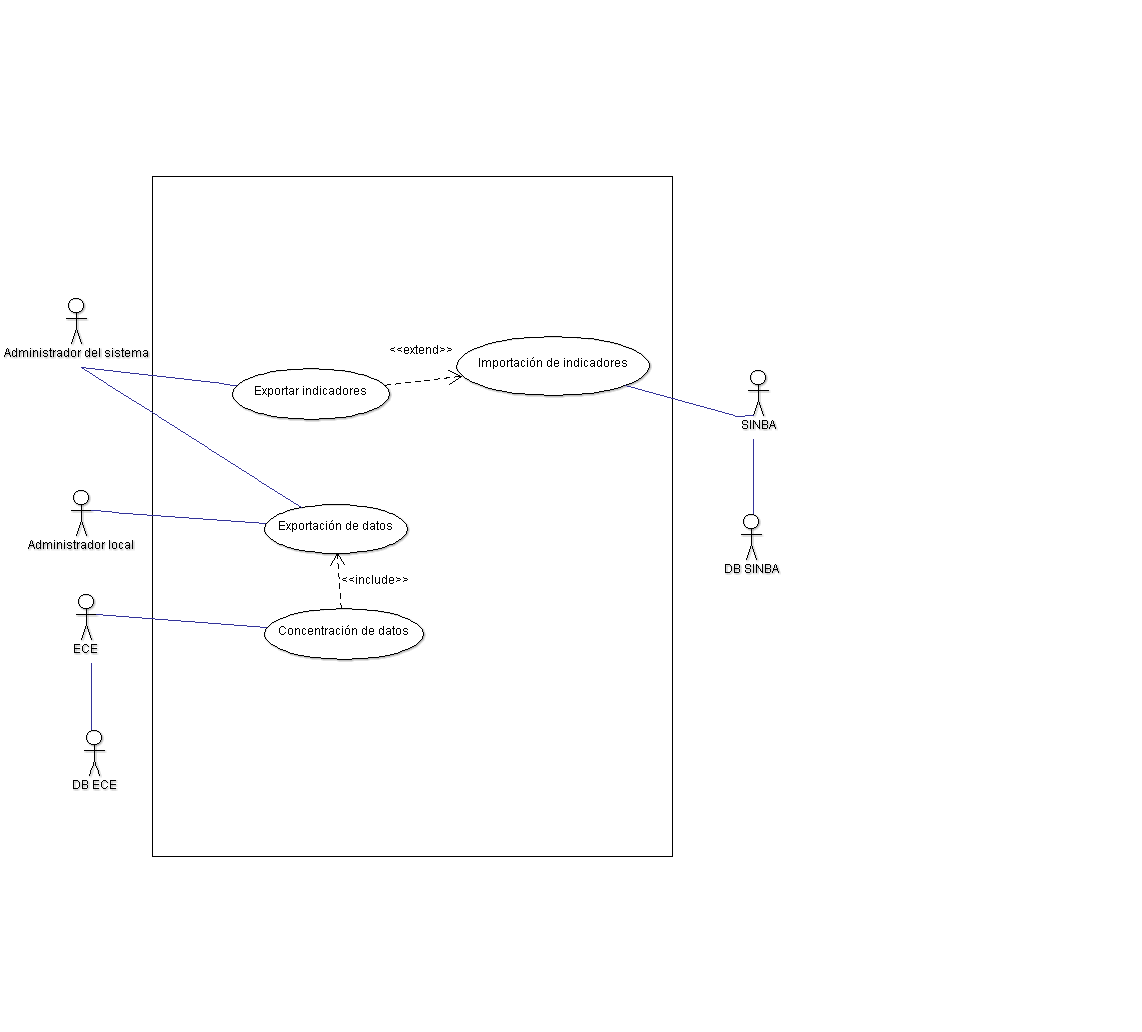 <<extend>>
Importación de indicadores
Administrador del sistema
Exportar indicadores
SINBA
Exportación de datos
Administrador local
DB SINBA
<<include>>
Concentración de datos
ECE
DB ECE